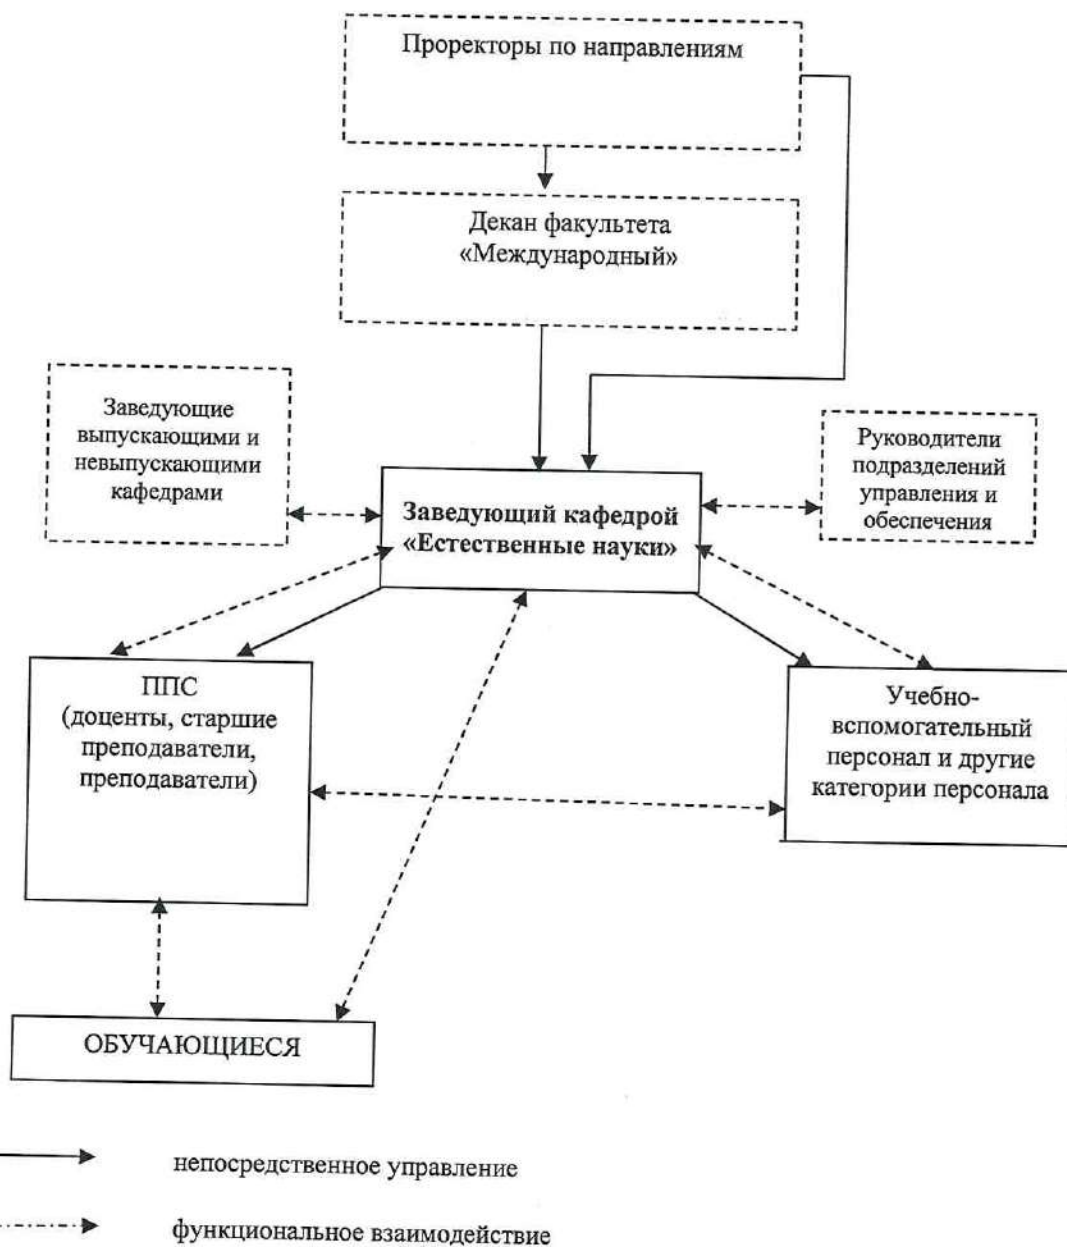 Проректоры по направлениям
Декан факультета
«Международный»
Заведующие
выпускающими и
невыпускающими
кафедрами
Руководители
подразделений
управления и
обеспечения
Заведующий кафедрой
«Естественные науки»
ППС
(доценты, старшие
преподаватели,
преподаватели)
Учебно-
вспомогательный
персонал и другие
категории персонала
ОБУЧАЮЩИЕСЯ
непосредственное управление
функциональное взаимодействие